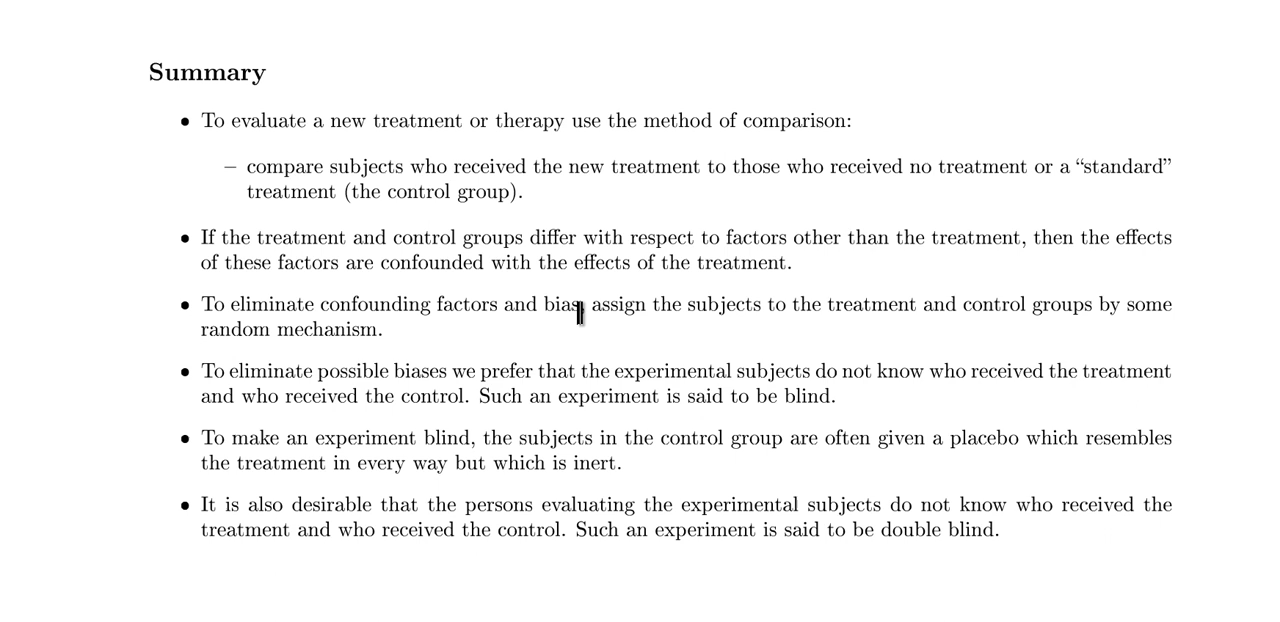 Summary
• To evaluate a new treatment or therapy use the method of comparison:
– compare subjects who received the new treatment to those who received no treatment or a “standard”
treatment (the control group).
• If the treatment and control groups differ with respect to factors other than the treatment, then the effects
of these factors are confounded with the effects of the treatment.
• To eliminate confounding factors and bias, assign the subjects to the treatment and control groups by some
random mechanism.
• To eliminate possible biases we prefer that the experimental subjects do not know who received the treatment
and who received the control. Such an experiment is said to be blind.
• To make an experiment blind, the subjects in the control group are often given a placebo which resembles
the treatment in every way but which is inert.
• It is also desirable that the persons evaluating the experimental subjects do not know who received the
treatment and who received the control. Such an experiment is said to be double blind.